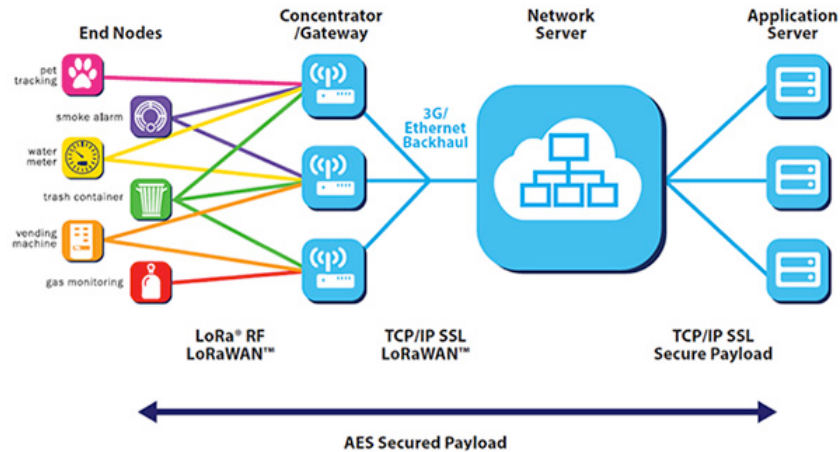 End Nodes
Concentrator
/Gateway
Network
Server
Application
Server
pet
tracking
smoke alarm
water
meter
trash container
vending
machine
gas monitoring
3G/
Ethernet
Backhaul
LoRa® RF
LoRaWAN™
TCP/IP SSL
LoRaWAN™
TCP/IP SSL
Secure Payload
AES Secured Payload